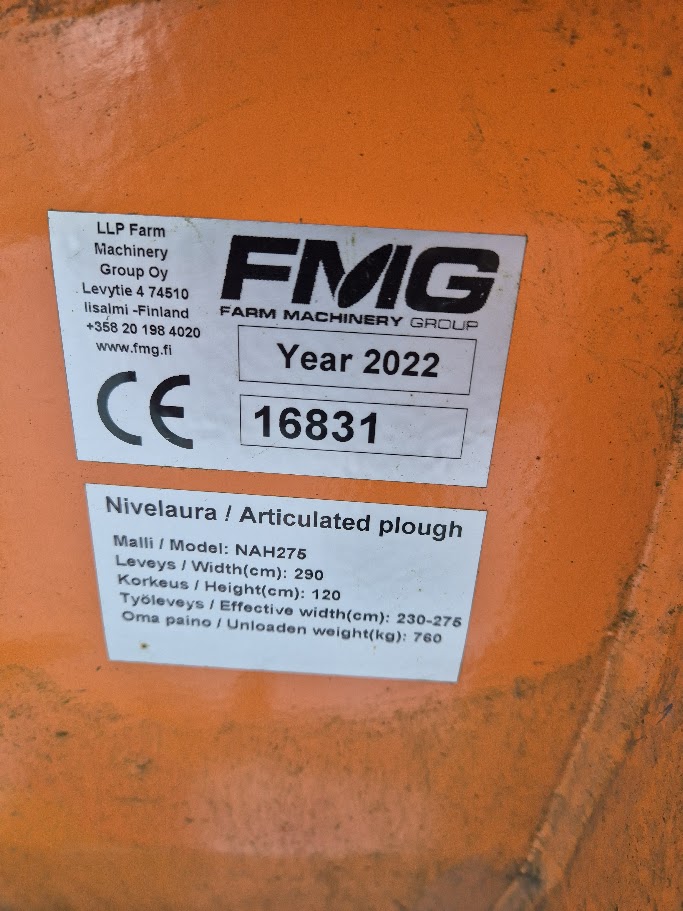 LLP Farm
Machinery
Group Oy
Levytie 4 74510
Iisalmi -Finland
+358 20 198 4020
www.fmg.fi
CE
FMG
FARM MACHINERY GROUP
Year 2022
16831
Nivelaura / Articulated plough
Malli / Model: NAH275
Leveys / Width(cm): 290
Korkeus / Height(cm): 120
Työleveys / Effective width(cm): 230-275
Oma paino / Unloaden weight(kg): 760